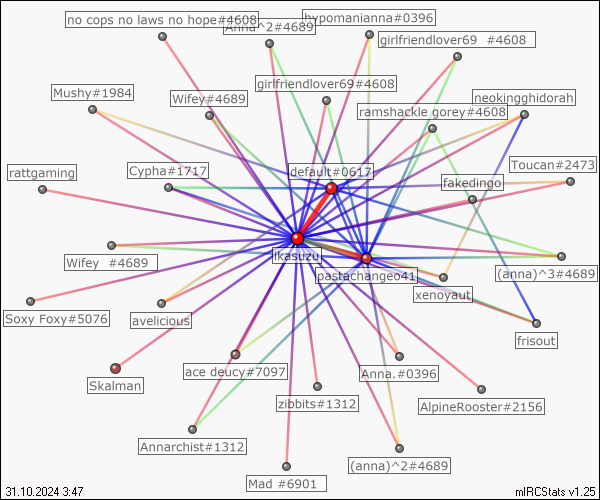 no cops no laws no hope#4608
Anna^2#4689
hypomanianna#0396
girlfriendlover69  #4608
Mushy#1984
Wifey#4689
girlfriendlover69#4608
ramshackle gorey#4608
neokingghidorah
rattgaming
Cypha#1717
default#0617
fakedingo
Toucan#2473
Wifey  #4689
ikasuzu
pastachange041
xenoyaut
(anna)^3#4689
Soxy Foxy#5076
avelicious
frisout
Skalman
ace deucy#7097
Anna.#0396
zibbits#1312
AlpineRooster#2156
Annarchist#1312
(anna)^2#4689
Mad #6901
31.10.2024 3:47
mIRCStats v1.25